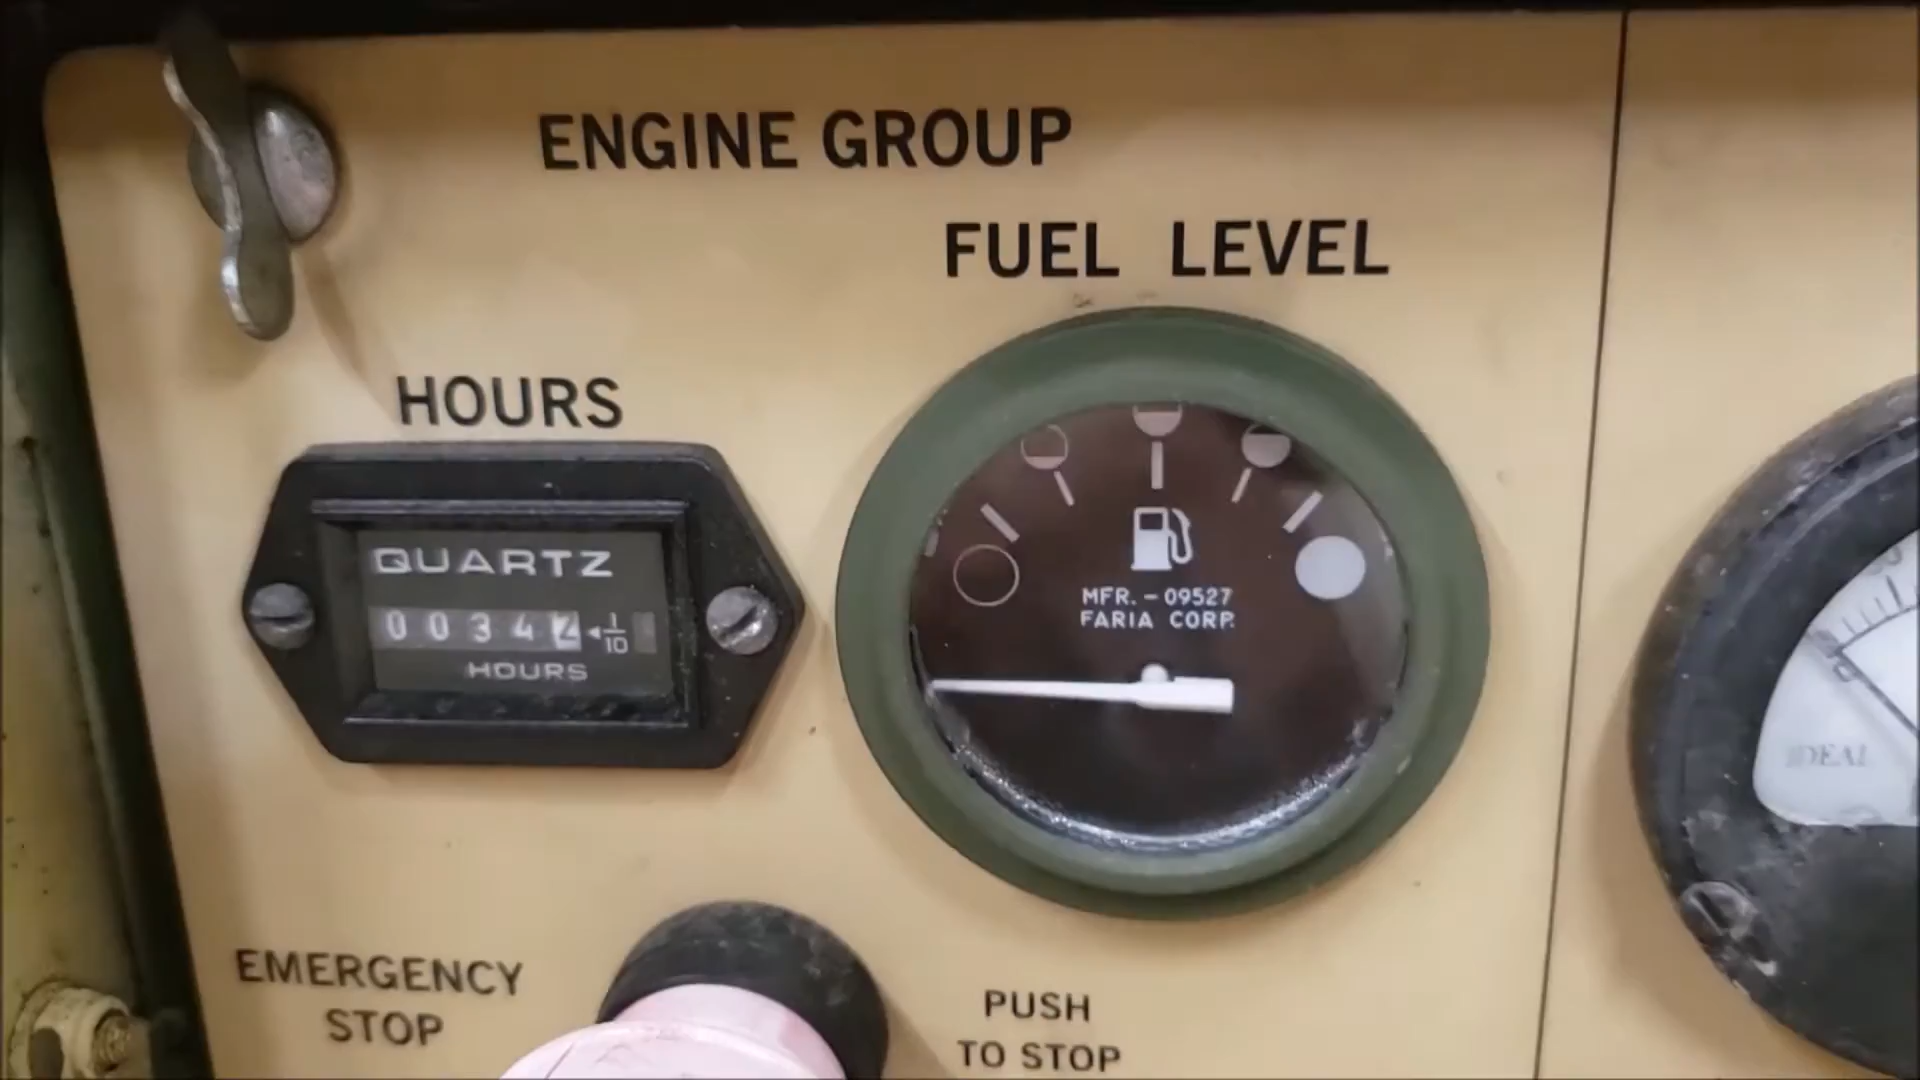 ENGINE GROUP
FUEL LEVEL
HOURS
QUARTZ
0034 1/10
HOURS
MFR. - 09527
FARIA CORP.
IDEAL
EMERGENCY
STOP
PUSH
TO STOP